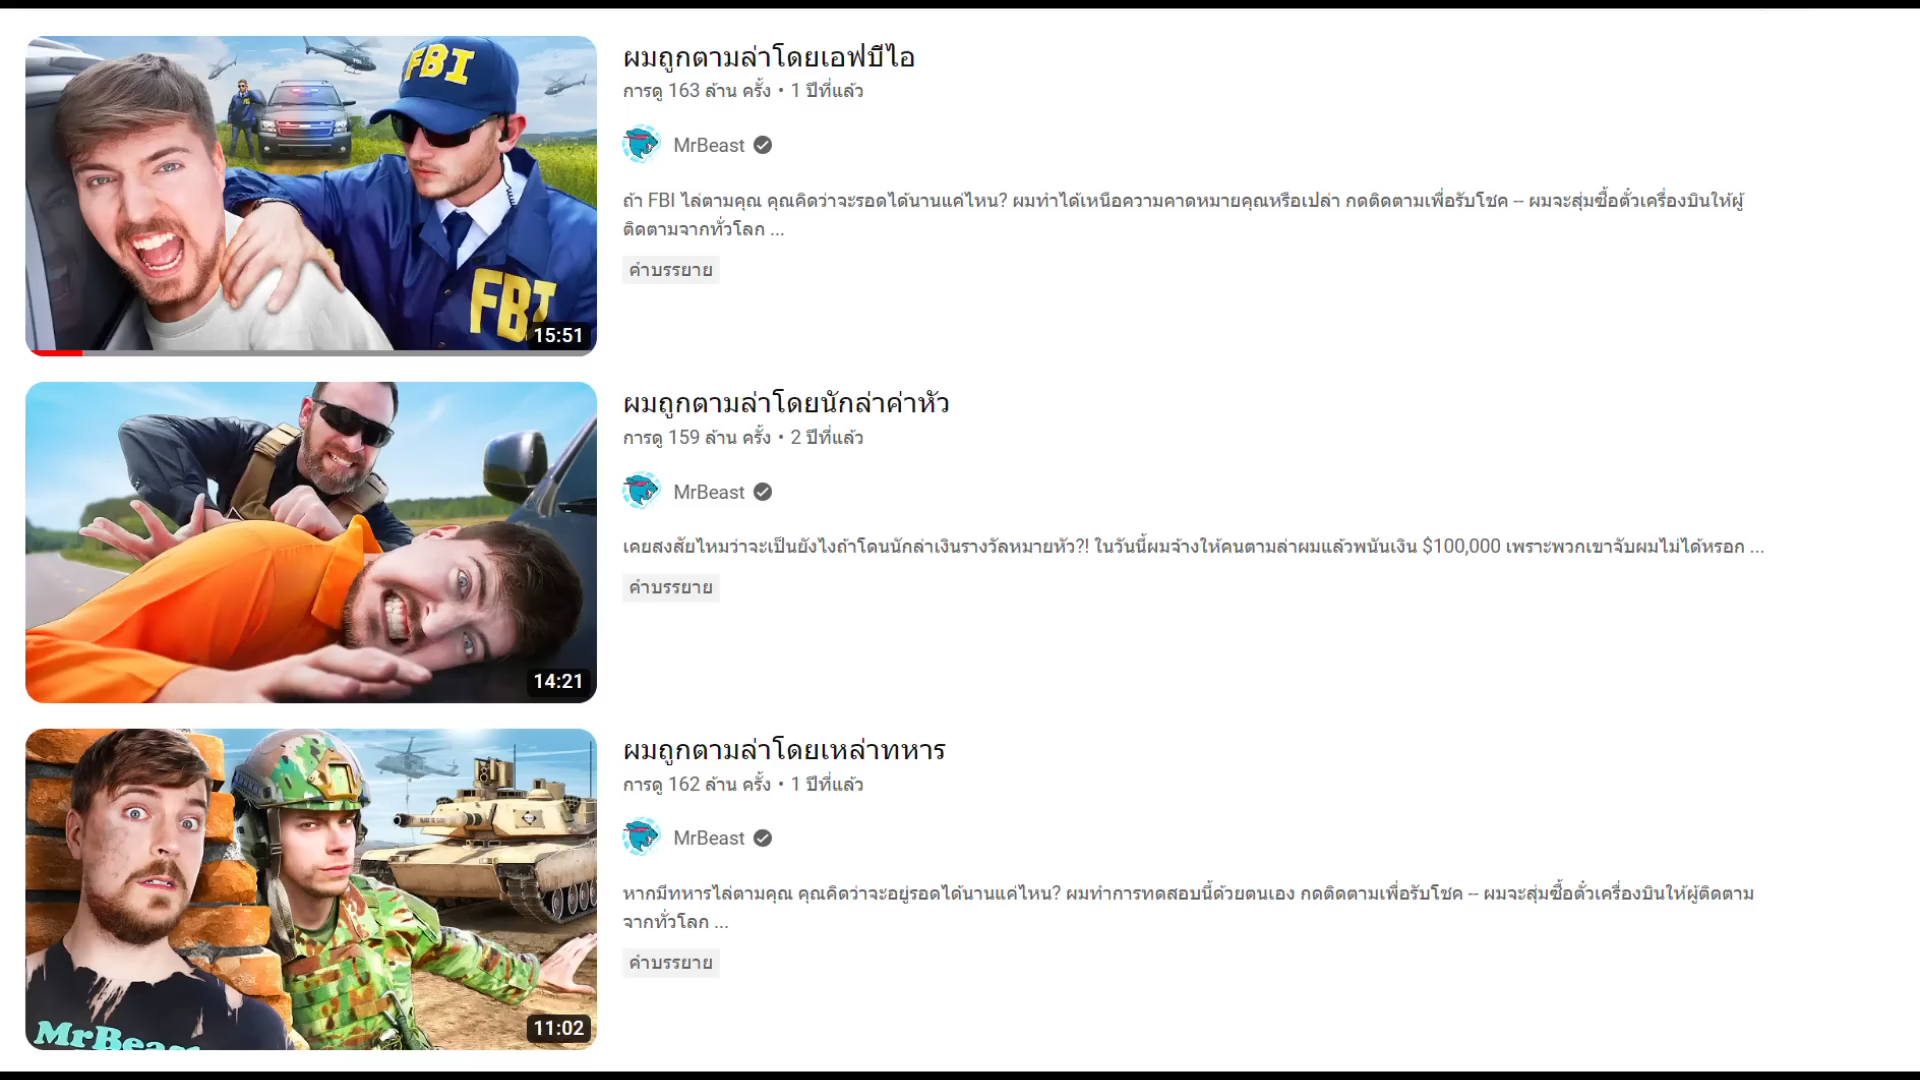 FBI
FBI
15:51
ผมถูกตามล่าโดยเอฟบีไอ
การดู 163 ล้าน ครั้ง • 1 ปีที่แล้ว
MrBeast
ถ้า FBI ไล่ตามคุณ คุณคิดว่าจะรอดได้นานแค่ไหน? ผมทำได้เหนือความคาดหมายคุณหรือเปล่า กดติดตามเพื่อรับโชค -- ผมจะสุ่มซื้อตั๋วเครื่องบินให้ผู้
ติดตามจากทั่วโลก ...
คำบรรยาย
14:21
ผมถูกตามล่าโดยนักล่าค่าหัว
การดู 159 ล้าน ครั้ง • 2 ปีที่แล้ว
MrBeast
เคยสงสัยไหมว่าจะเป็นยังไงถ้าโดนนักล่าเงินรางวัลหมายหัว?! ในวันนี้ผมจ้างให้คนตามล่าผมแล้วพนันเงิน $100,000 เพราะพวกเขาจับผมไม่ได้หรอก ...
คำบรรยาย
MrBeast
11:02
ผมถูกตามล่าโดยเหล่าทหาร
การดู 162 ล้าน ครั้ง • 1 ปีที่แล้ว
MrBeast
หากมีทหารไล่ตามคุณ คุณคิดว่าจะอยู่รอดได้นานแค่ไหน? ผมทำการทดสอบนี้ด้วยตนเอง กดติดตามเพื่อรับโชค -- ผมจะสุ่มซื้อตั๋วเครื่องบินให้ผู้ติดตาม
จากทั่วโลก ...
คำบรรยาย